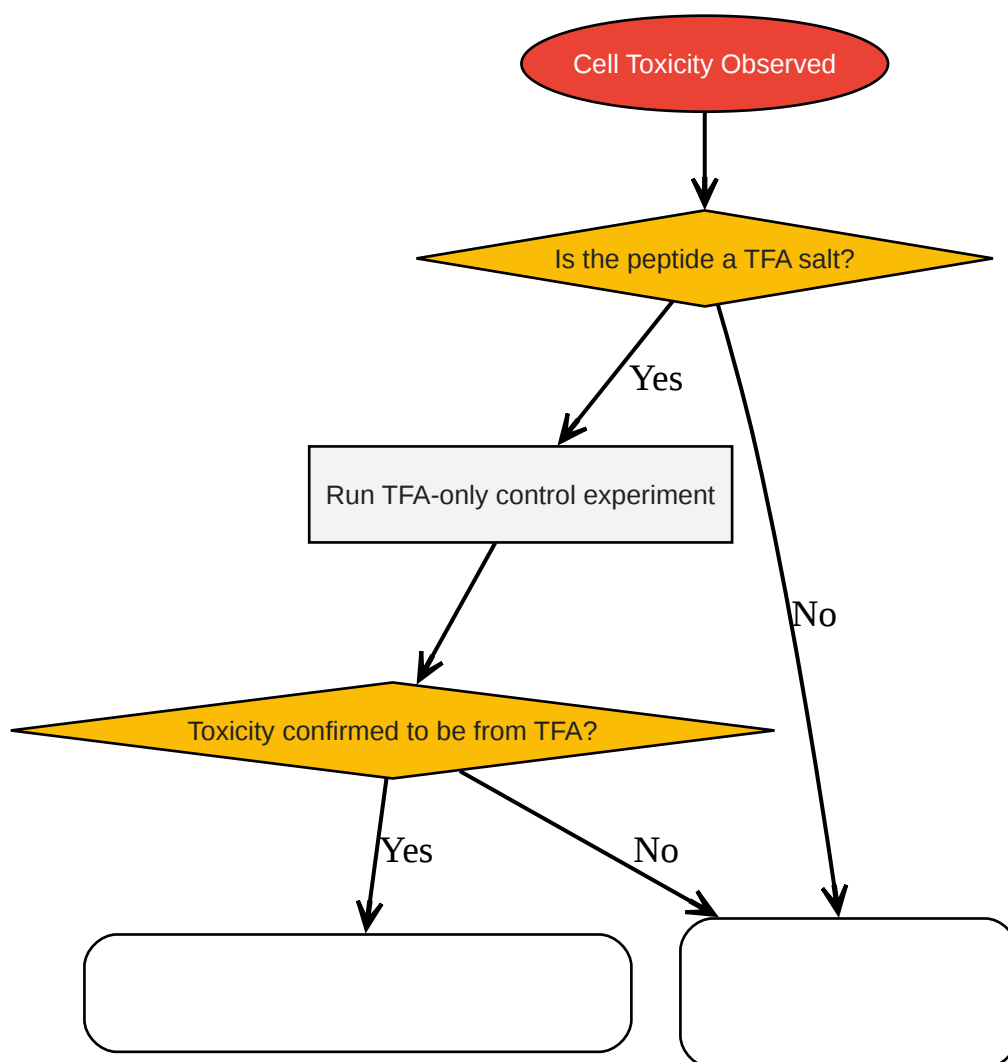 Cell Toxicity Observed
Is the peptide a TFA salt?
Yes
Run TFA-only control experiment
No
Toxicity confirmed to be from TFA?
Yes
No